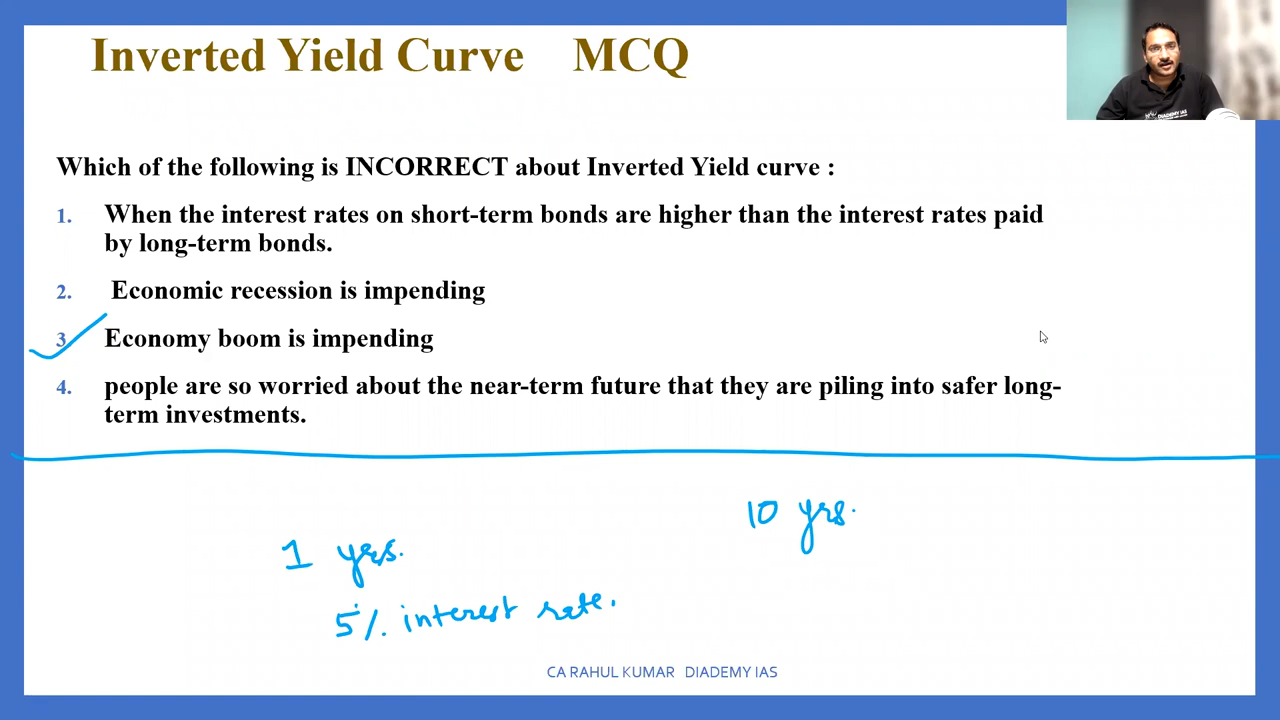 Inverted Yield Curve MCQ
DIADEMY IAS
Which of the following is INCORRECT about Inverted Yield curve :
1. When the interest rates on short-term bonds are higher than the interest rates paid
by long-term bonds.
2. Economic recession is impending
3. Economy boom is impending
4. people are so worried about the near-term future that they are piling into safer long-
term investments.
10 yrs.
1 yrs.
5% interest rate.
CA RAHUL KUMAR DIADEMY IAS